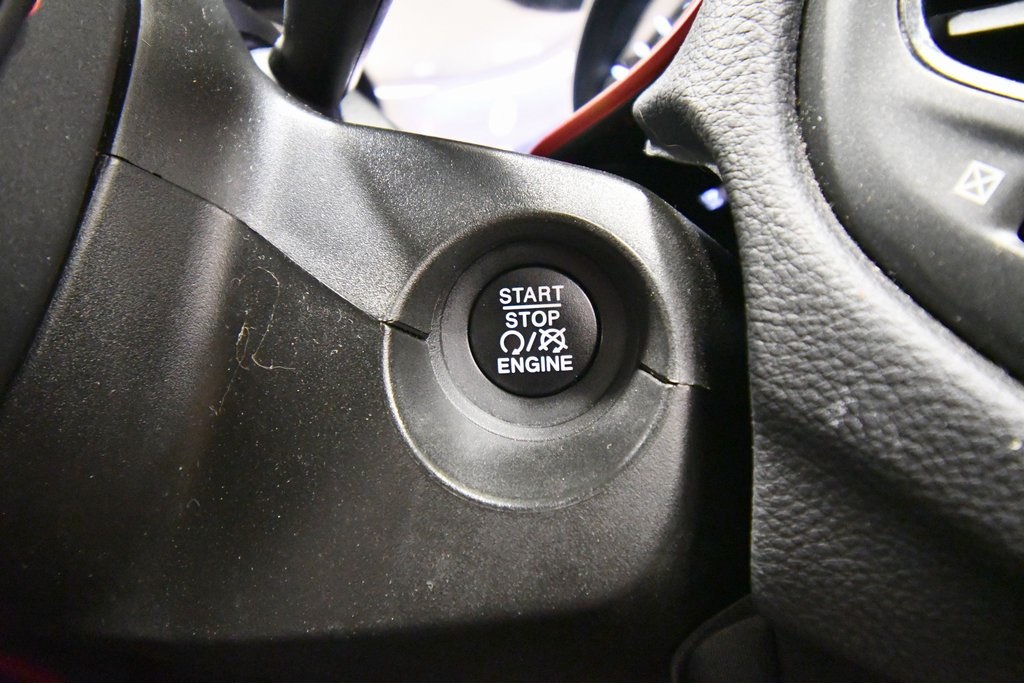 START
STOP
/
ENGINE